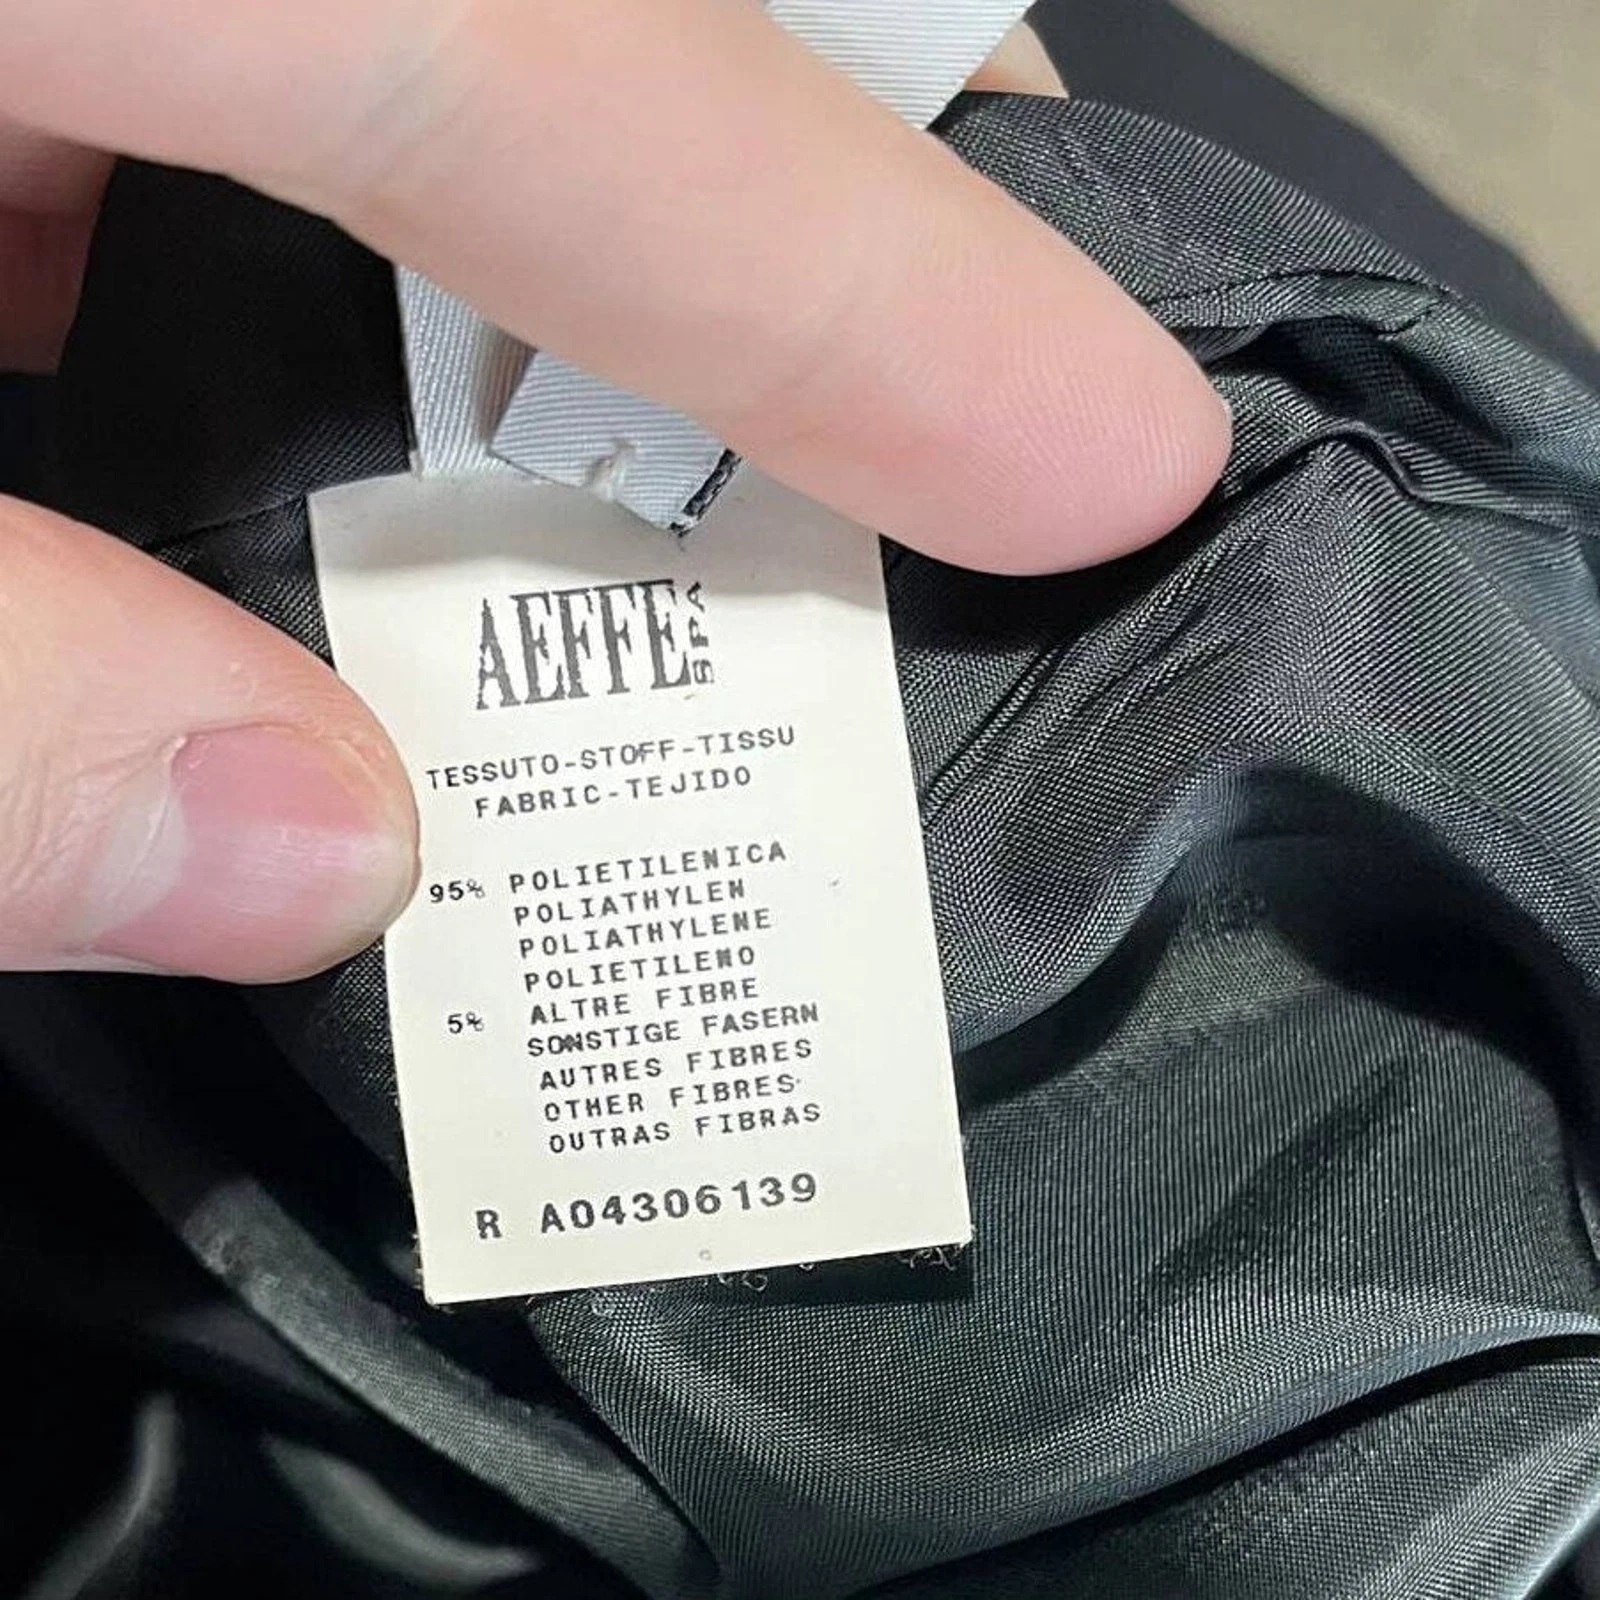 AEFFE SPA
TESSUTO-STOFF-TISSU
FABRIC-TEJIDO
95% POLIETILENICA
POLIATHYLEN
POLIATHYLENE
POLIETILENO
5% ALTRE FIBRE
SONSTIGE FASERN
AUTRES FIBRES
OTHER FIBRES
OUTRAS FIBRAS
R A04306139